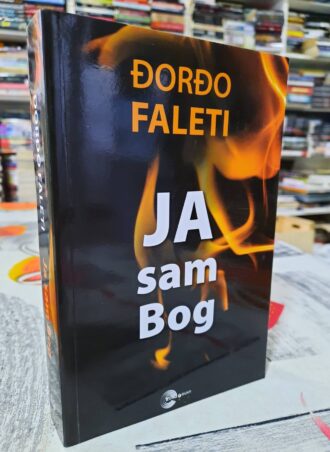 ĐORĐO
FALETI
JA
sam
Bog